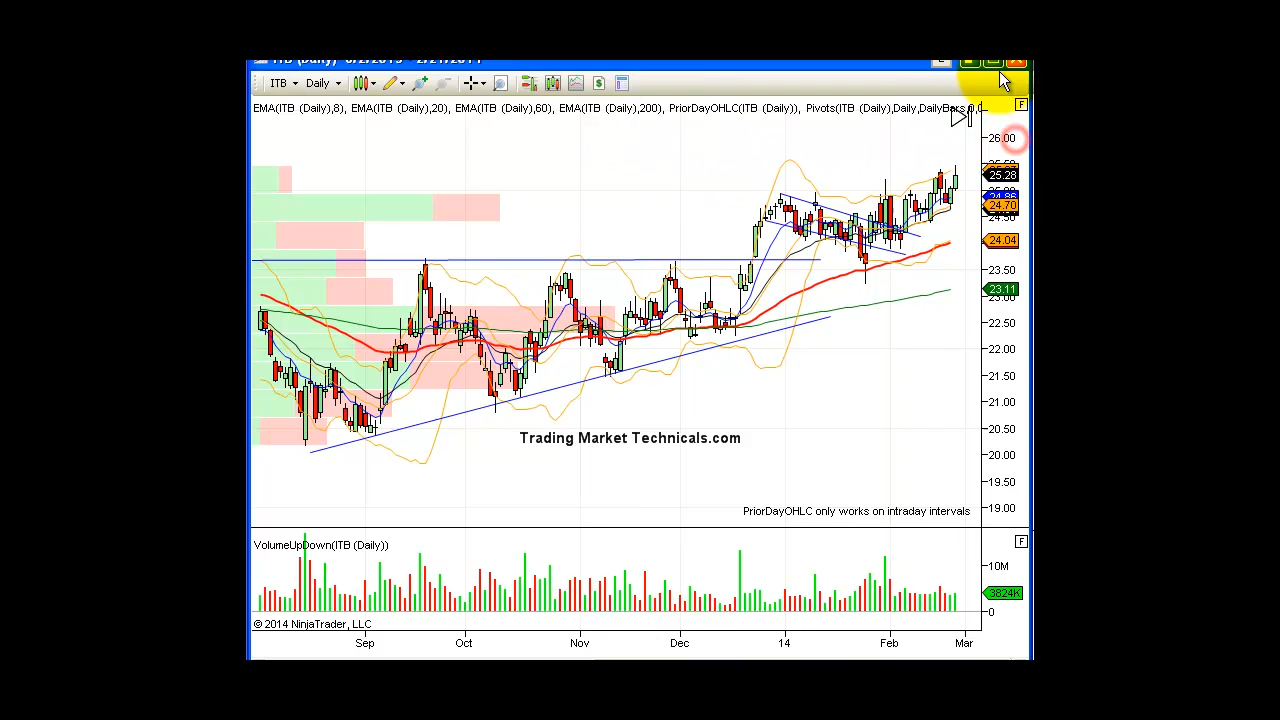 ITB Daily
EMA(ITB (Daily),8), EMA(ITB (Daily),20), EMA(ITB (Daily),60), EMA(ITB (Daily),200), PriorDayOHLC(ITB (Daily)), Pivots(ITB (Daily),Daily,DailyBars
F
26.00
25.28
24.70
24.50
24.04
23.50
23.11
23.00
22.50
22.00
21.50
21.00
20.50
20.00
19.50
19.00
Trading Market Technicals.com
PriorDayOHLC only works on intraday intervals
VolumeUpDown(ITB (Daily))
F
10M
3824K
0
© 2014 NinjaTrader, LLC
Sep Oct Nov Dec 14 Feb Mar